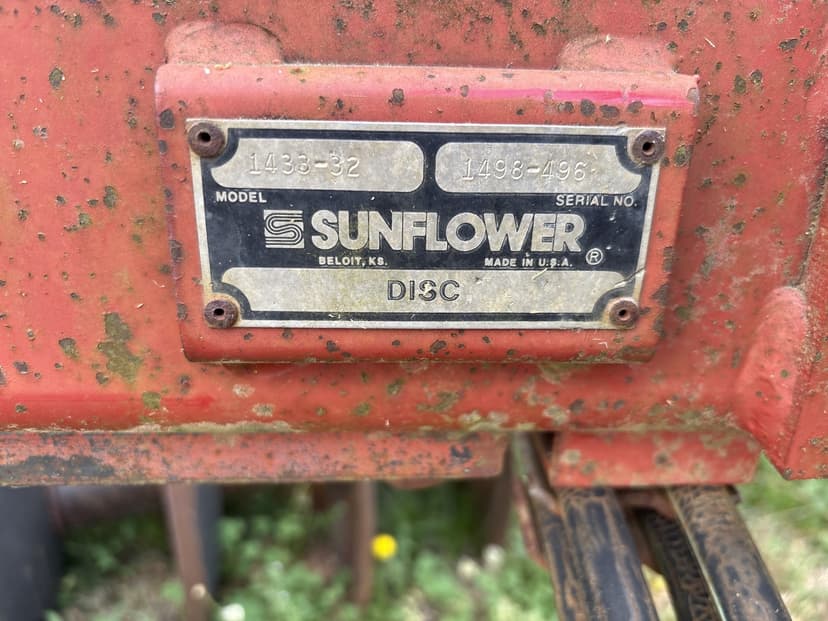 1433-32 1498-496
MODEL SERIAL NO.
SUNFLOWER ®
BELOIT, KS. MADE IN U.S.A.
DISC